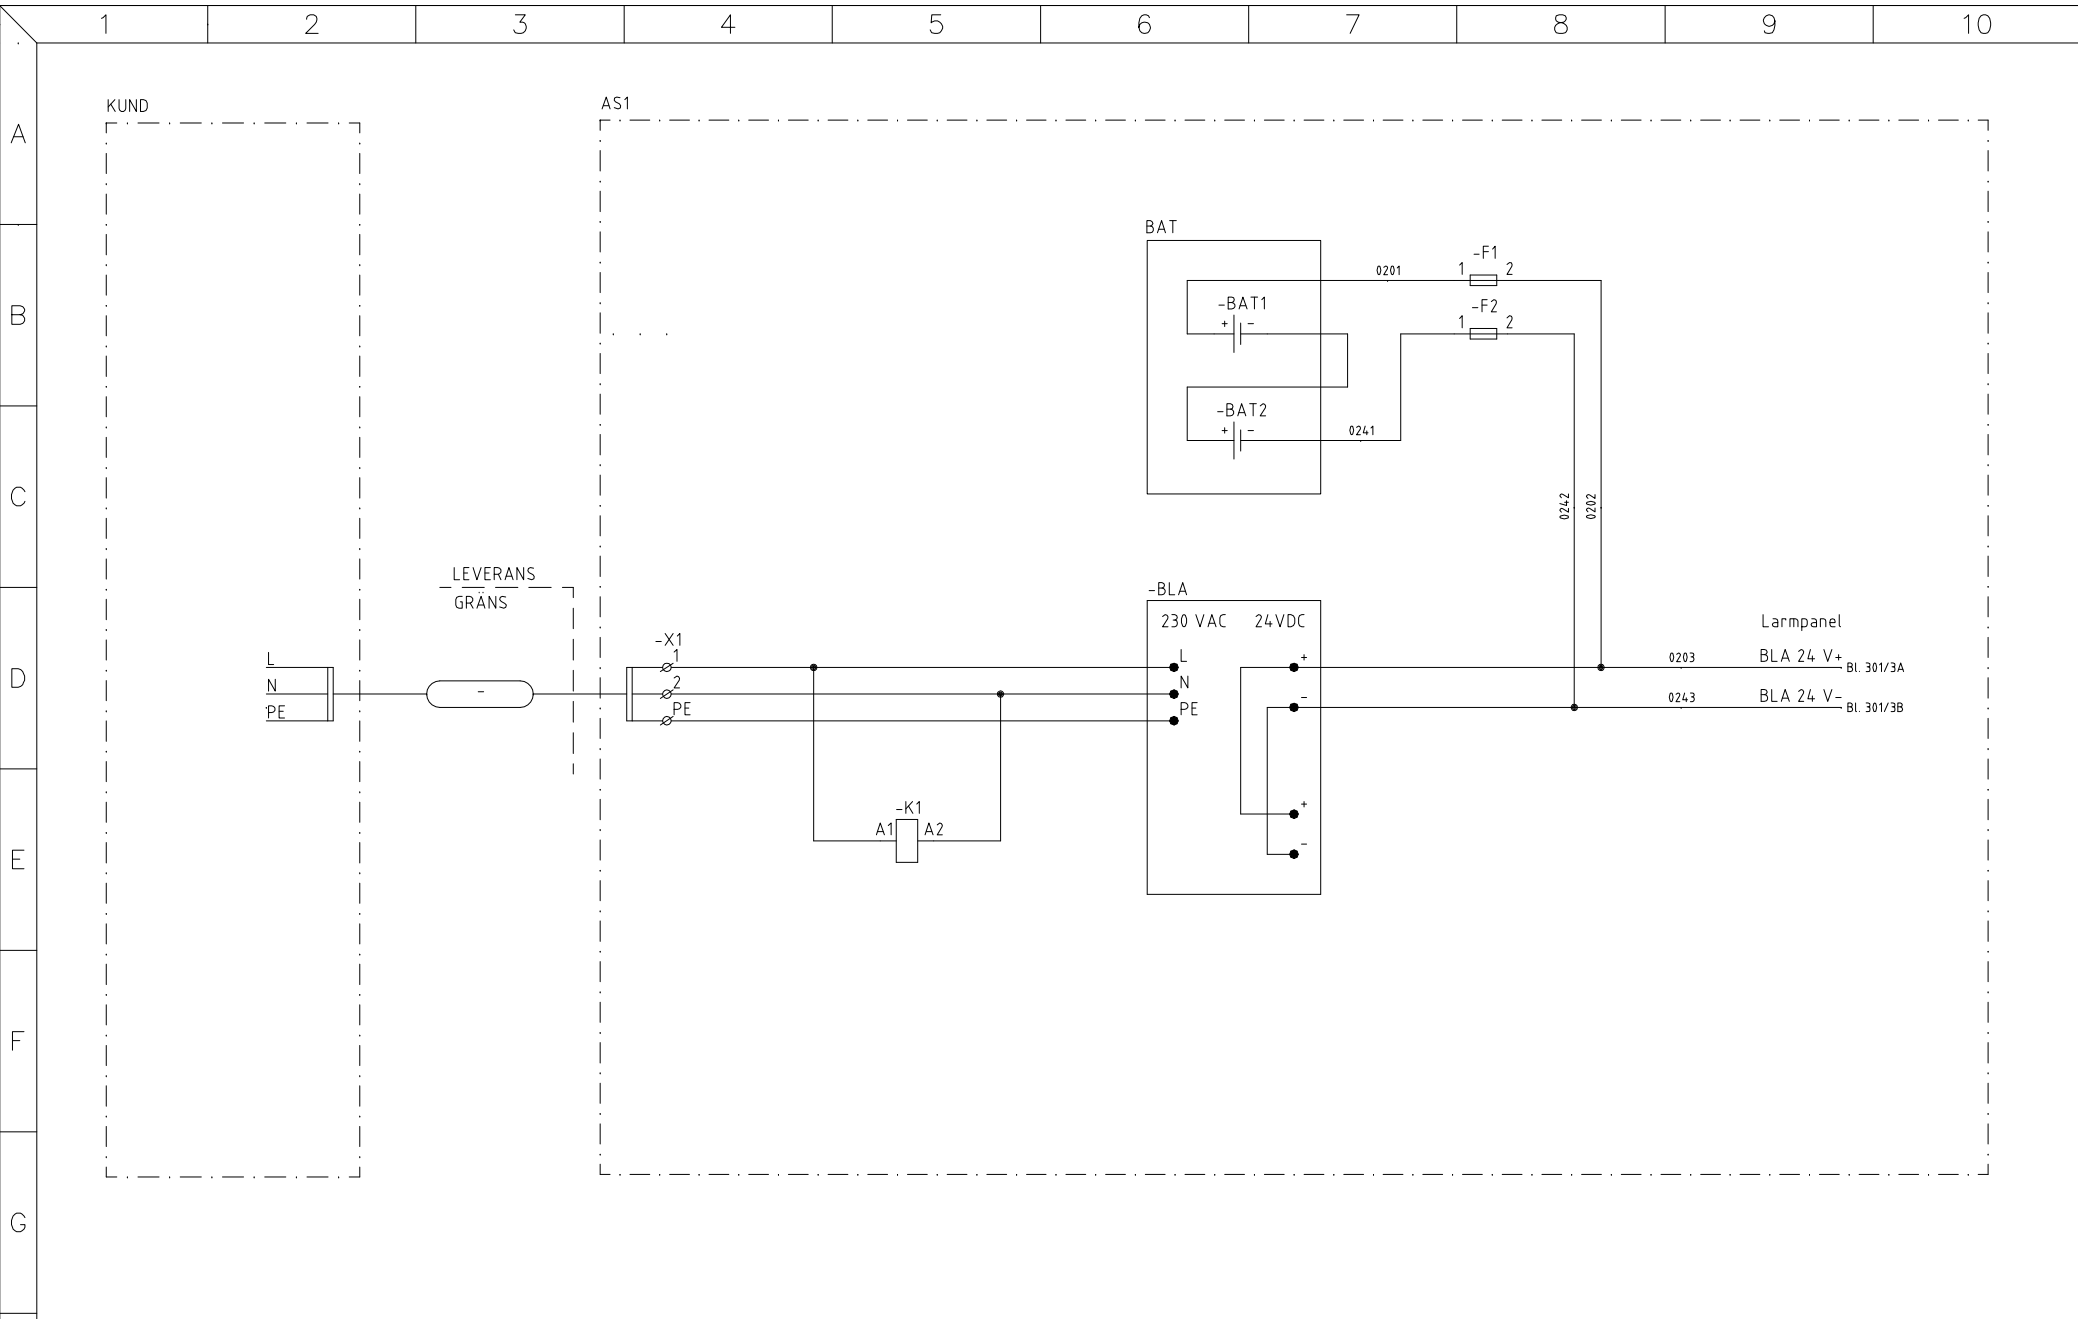 1 2 3 4 5 6 7 8 9 10
A
B
C
D
E
F
G
KUND
AS1
BAT
-BAT1
+ -
-BAT2
+ -
0201
0241
-F1
1 2
-F2
1 2
0242
0202
LEVERANS
GRÄNS
L
N
PE
-
-X1
1
2
PE
-K1
A1 A2
-BLA
230 VAC 24VDC
L
N
PE
+
-
+
-
Larmpanel
0203 BLA 24 V+ Bl. 301/3A
0243 BLA 24 V- Bl. 301/3B